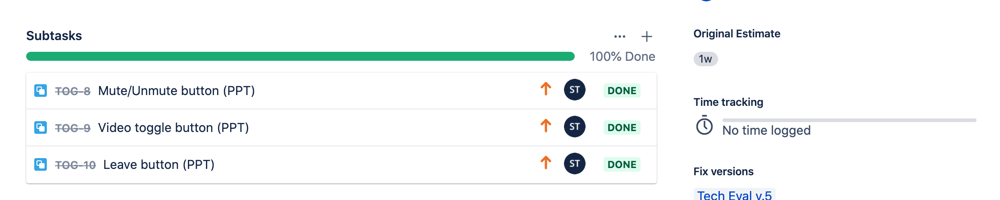 Subtasks
100% Done
TOG-8 Mute/Unmute button (PPT) ST DONE
TOG-9 Video toggle button (PPT) ST DONE
TOG-10 Leave button (PPT) ST DONE
Original Estimate
1w
Time tracking
No time logged
Fix versions
Tech Eval v.5